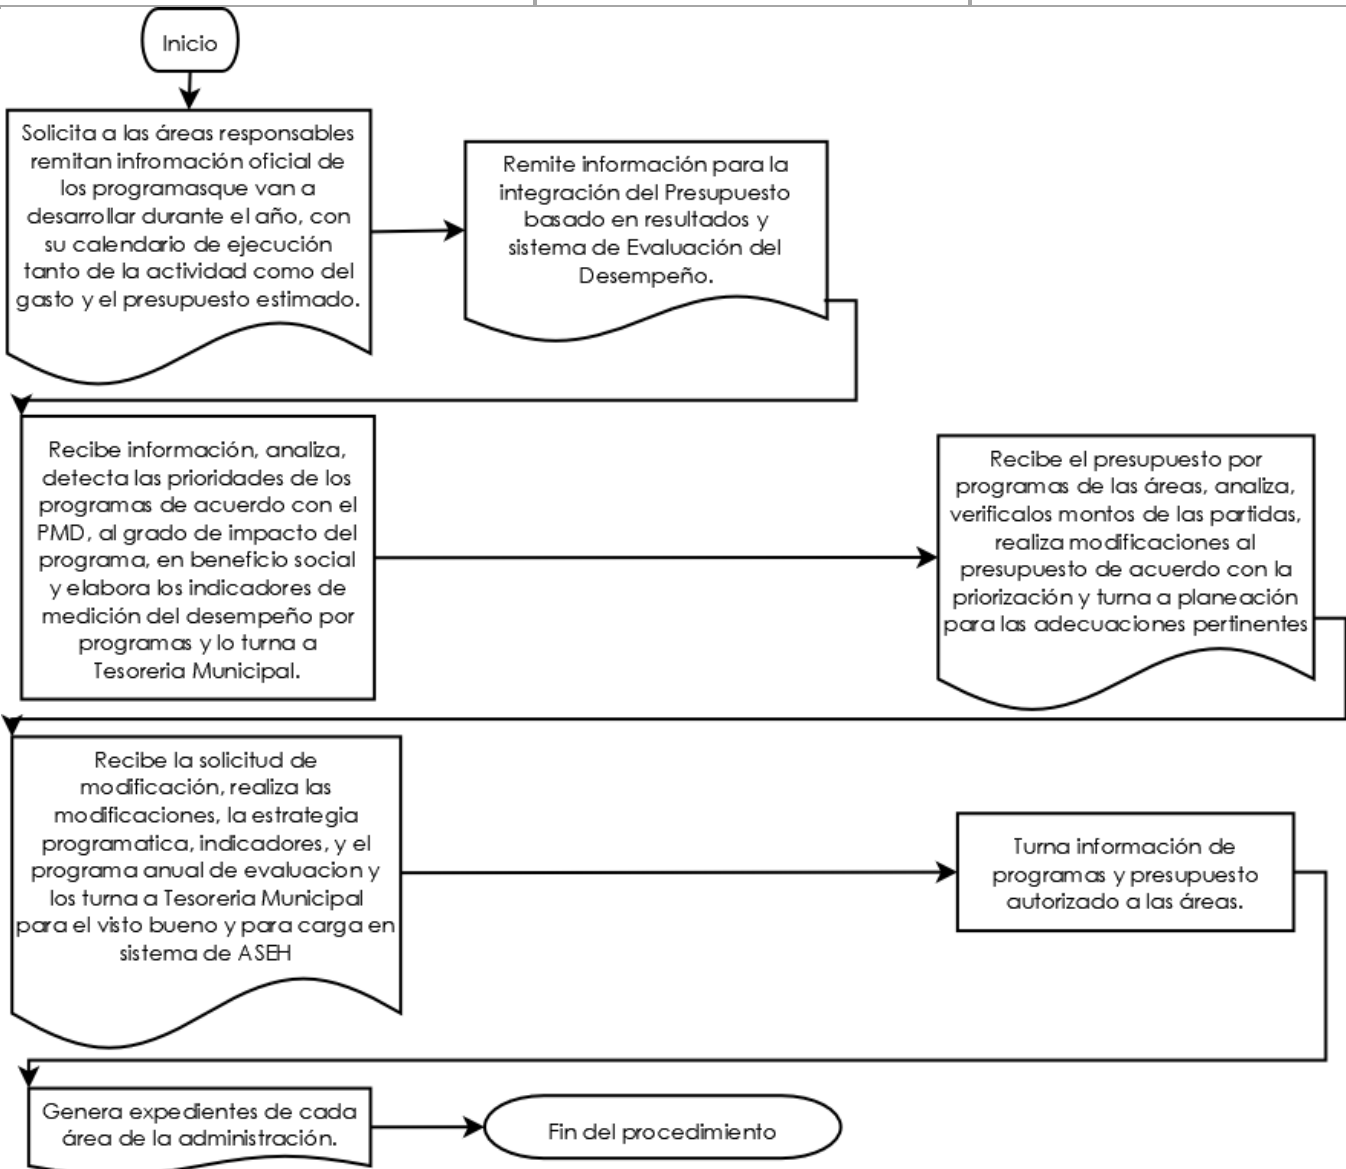 Inicio
Solicita a las áreas responsables
remitan infromación oficial de
los programasque van a
desarrollar durante el año, con
su calendario de ejecución
tanto de la actividad como del
gasto y el presupuesto estimado.
Remite información para la
integración del Presupuesto
basado en resultados y
sistema de Evaluación del
Desempeño.
Recibe información, analiza,
detecta las prioridades de los
programas de acuerdo con el
PMD, al grado de impacto del
programa, en beneficio social
y elabora los indicadores de
medición del desempeño por
programas y lo turna a
Tesoreria Municipal.
Recibe el presupuesto por
programas de las áreas, analiza,
verificalos montos de las partidas,
realiza modificaciones al
presupuesto de acuerdo con la
priorización y turna a planeación
para las adecuaciones pertinentes
Recibe la solicitud de
modificación, realiza las
modificaciones, la estrategia
programatica, indicadores, y el
programa anual de evaluacion y
los turna a Tesoreria Municipal
para el visto bueno y para carga en
sistema de ASEH
Turna información de
programas y presupuesto
autorizado a las áreas.
Genera expedientes de cada
área de la administración.
Fin del procedimiento